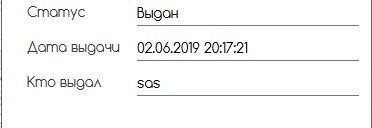 Статус Выдан
Дата выдачи 02.06.2019 20:17:21
Кто выдал sas